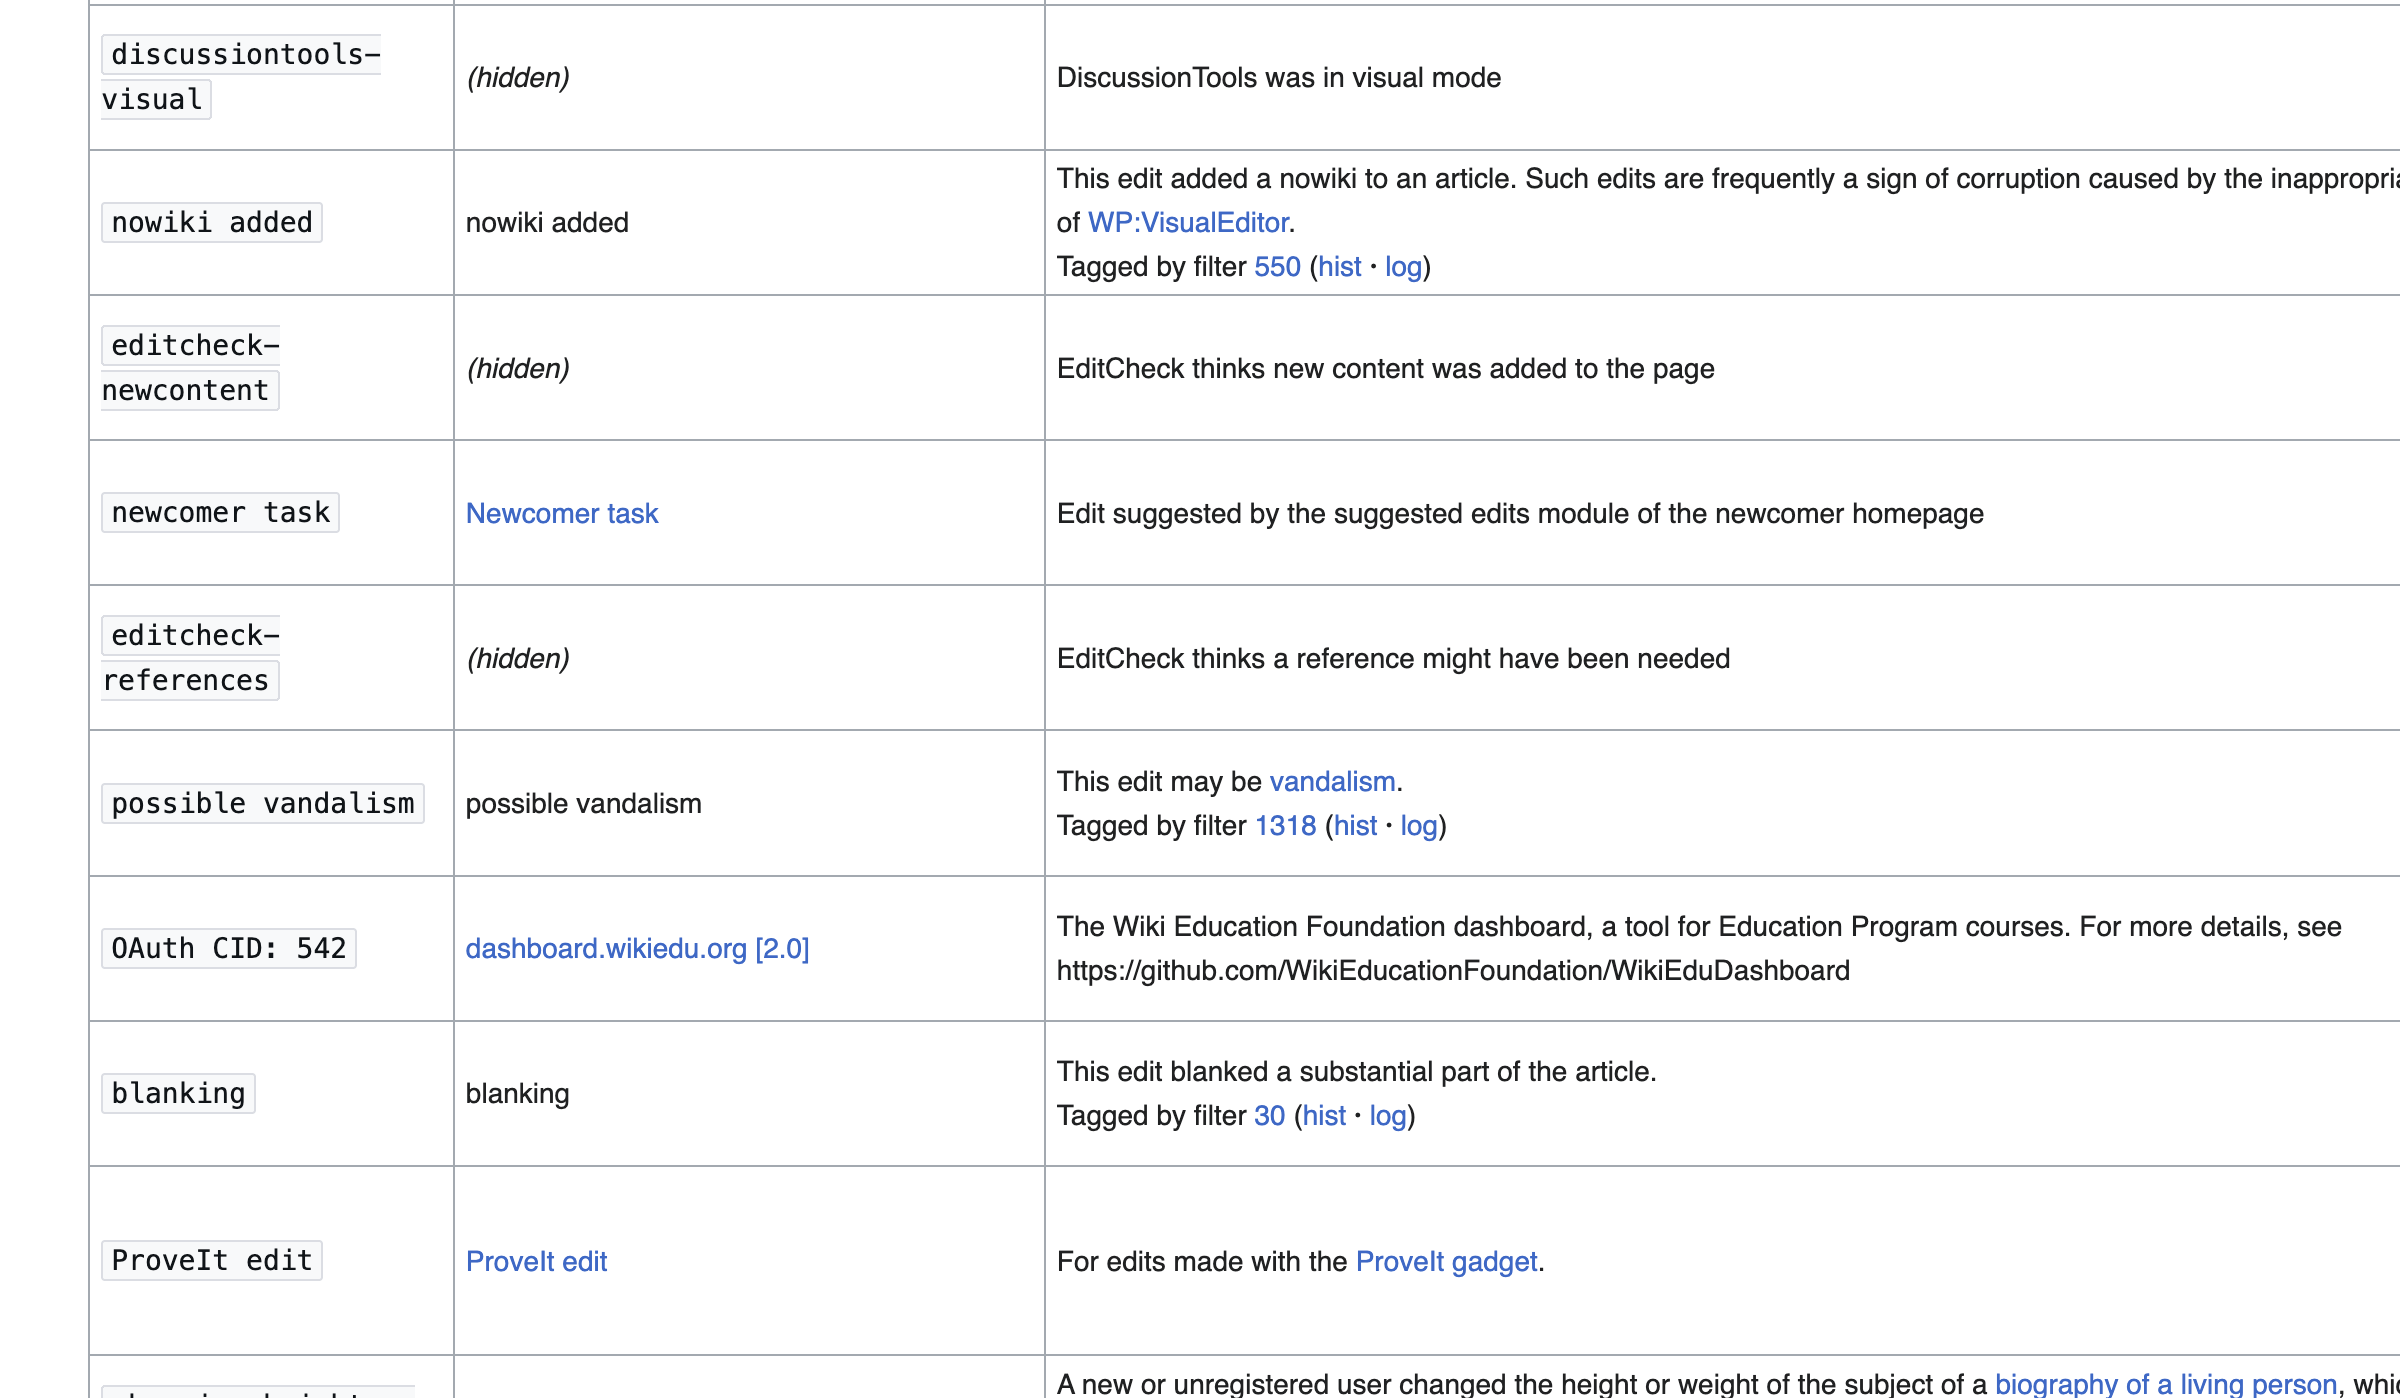 discussiontools-
visual
(hidden)
DiscussionTools was in visual mode
nowiki added
nowiki added
This edit added a nowiki to an article. Such edits are frequently a sign of corruption caused by the
of WP:VisualEditor.
Tagged by filter 550 (hist · log)
editcheck-
newcontent
(hidden)
EditCheck thinks new content was added to the page
newcomer task
Newcomer task
Edit suggested by the suggested edits module of the newcomer homepage
editcheck-
references
(hidden)
EditCheck thinks a reference might have been needed
possible vandalism
possible vandalism
This edit may be vandalism.
Tagged by filter 1318 (hist · log)
OAuth CID: 542
dashboard.wikiedu.org [2.0]
The Wiki Education Foundation dashboard, a tool for Education Program courses. For more details, see
https://github.com/WikiEducationFoundation/WikiEduDashboard
blanking
blanking
This edit blanked a substantial part of the article.
Tagged by filter 30 (hist · log)
ProveIt edit
ProveIt edit
For edits made with the ProveIt gadget.
A new or unregistered user changed the height or weight of the subject of a biography of a living person,